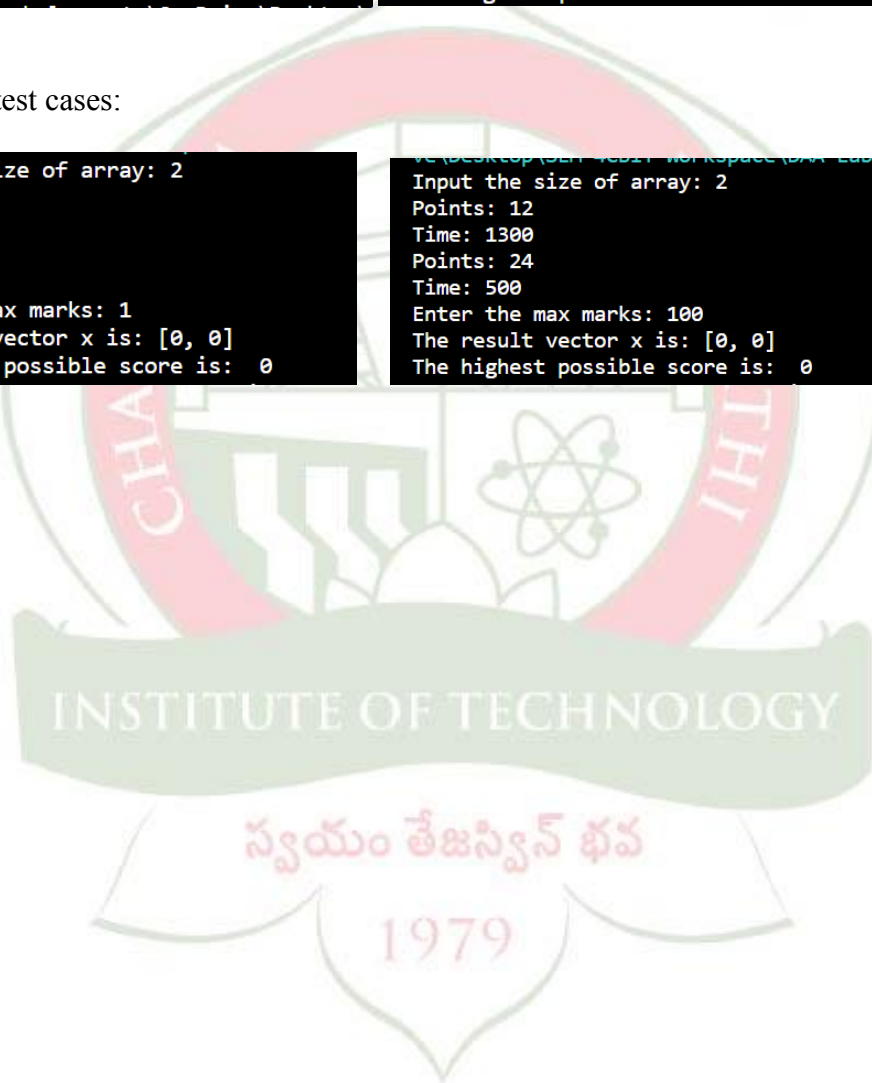 test cases:
ize of array: 2
ax marks: 1
vector x is: [0, 0]
possible score is: 0
Input the size of array: 2
Points: 12
Time: 1300
Points: 24
Time: 500
Enter the max marks: 100
The result vector x is: [0, 0]
The highest possible score is: 0
CHA
THI
INSTITUTE OF TECHNOLOGY
స్వయం తేజస్విన్ భవ
1979